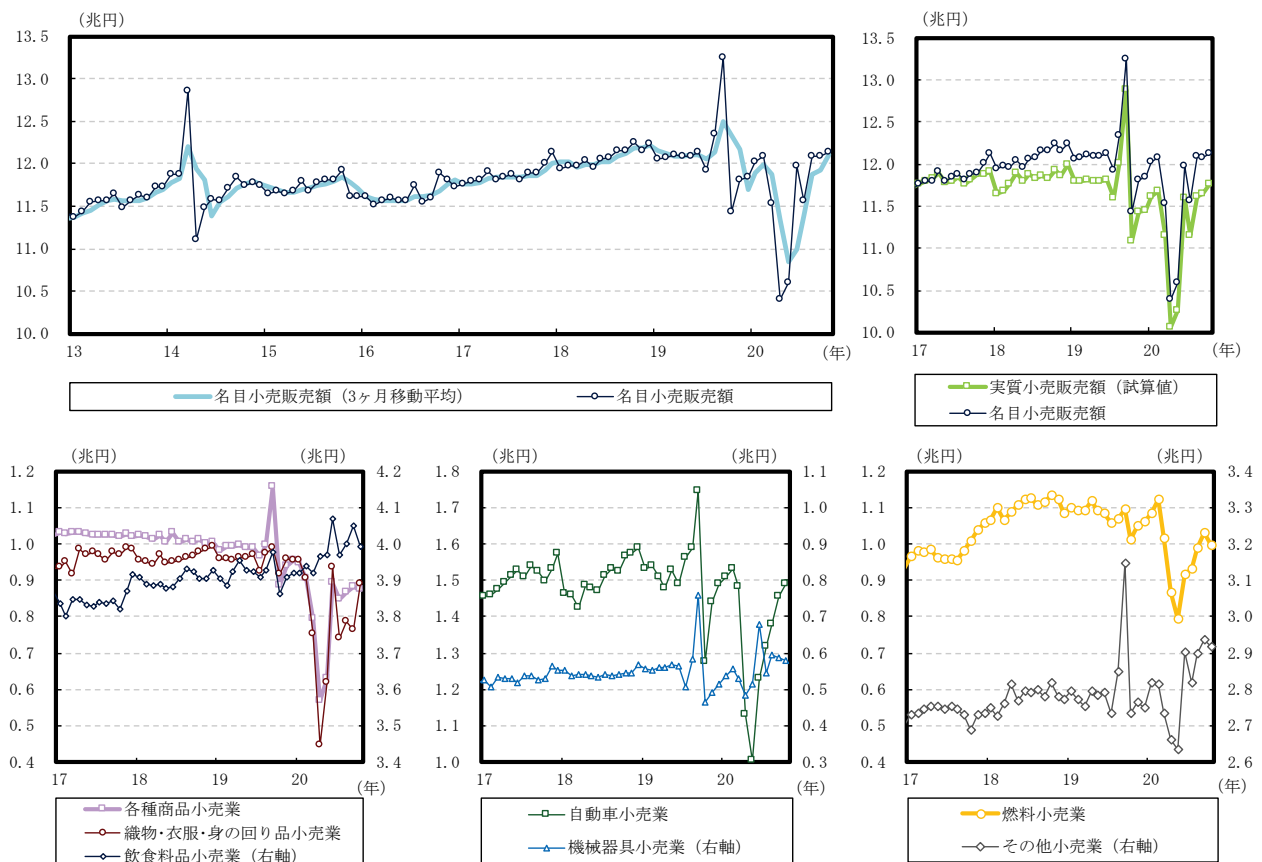 (兆円)
13.5
13.0
12.5
12.0
11.5
11.0
10.5
10.0
13 14 15 16 17 18 19 20 (年)
名目小売販売額（3ヶ月移動平均） 名目小売販売額
13.5
13.0
12.5
12.0
11.5
11.0
10.5
10.0
17 18 19 20 (年)
実質小売販売額（試算値）
名目小売販売額
(兆円) (兆円)
1.2 4.2
1.1 4.1
1.0 4.0
0.9 3.9
0.8 3.8
0.7 3.7
0.6 3.6
0.5 3.5
0.4 3.4
17 18 19 20 (年)
各種商品小売業
織物・衣服・身の回り品小売業
飲食料品小売業（右軸）
(兆円) (兆円)
1.8 1.1
1.7 1.0
1.6 0.9
1.5 0.8
1.4 0.7
1.3 0.6
1.2 0.5
1.1 0.4
1.0 0.3
17 18 19 20 (年)
自動車小売業
機械器具小売業（右軸）
(兆円) (兆円)
1.2 3.4
1.1 3.3
1.0 3.2
0.9 3.1
0.8 3.0
0.7 2.9
0.6 2.8
0.5 2.7
0.4 2.6
17 18 19 20 (年)
燃料小売業
その他小売業（右軸）